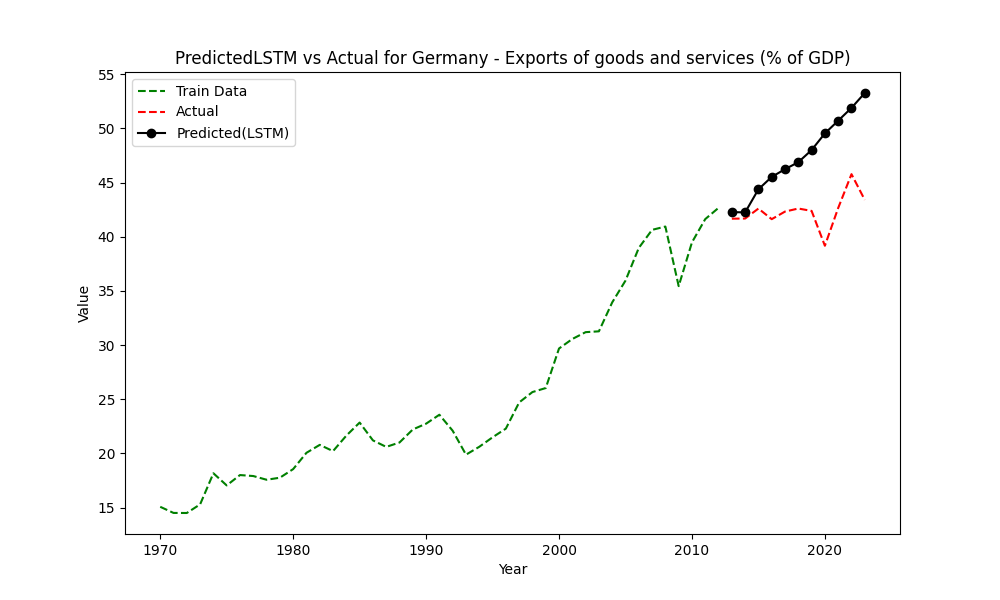 PredictedLSTM vs Actual for Germany - Exports of goods and services (% of GDP)
Train Data
Actual
Predicted(LSTM)
Value
55
50
45
40
35
30
25
20
15
1970
1980
1990
2000
2010
2020
Year